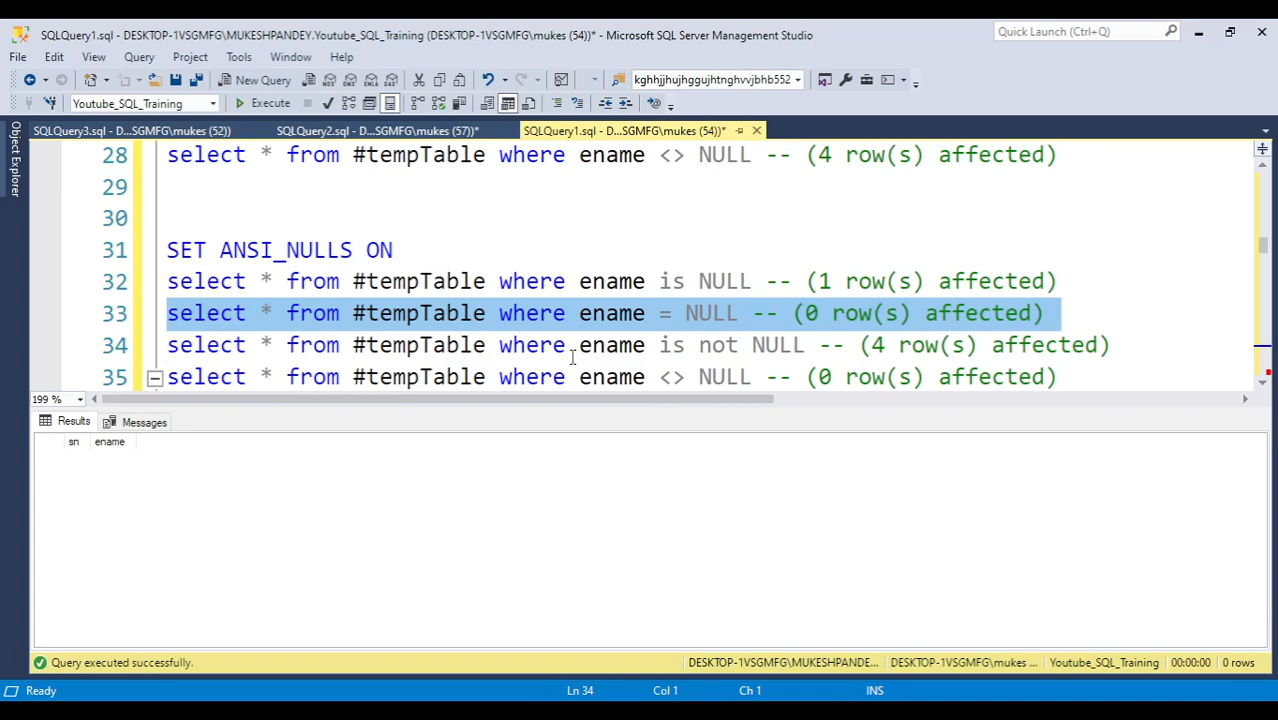 SQLQuery1.sql - DESKTOP-1VSGMFG\MUKESHPANDEY.Youtube_SQL_Training (DESKTOP-1VSGMFG\mukes (54))* - Microsoft SQL Server Management Studio
Quick Launch (Ctrl+Q)
File Edit View Query Project Tools Window Help
New Query kghhjjhujhggujhtnghvvjbhb552
Youtube_SQL_Training Execute
SQLQuery3.sql - D...SGMFG\mukes (52)) SQLQuery2.sql - D...SGMFG\mukes (57))* SQLQuery1.sql - D...SGMFG\mukes (54))*
Object Explorer
28 select * from #tempTable where ename <> NULL -- (4 row(s) affected)
29
30
31 SET ANSI_NULLS ON
32 select * from #tempTable where ename is NULL -- (1 row(s) affected)
33 select * from #tempTable where ename = NULL -- (0 row(s) affected)
34 select * from #tempTable where ename is not NULL -- (4 row(s) affected)
35 select * from #tempTable where ename <> NULL -- (0 row(s) affected)
199 %
Results Messages
sn ename
Query executed successfully. DESKTOP-1VSGMFG\MUKESHPANDE... DESKTOP-1VSGMFG\mukes ... Youtube_SQL_Training 00:00:00 0 rows
Ready Ln 34 Col 1 Ch 1 INS